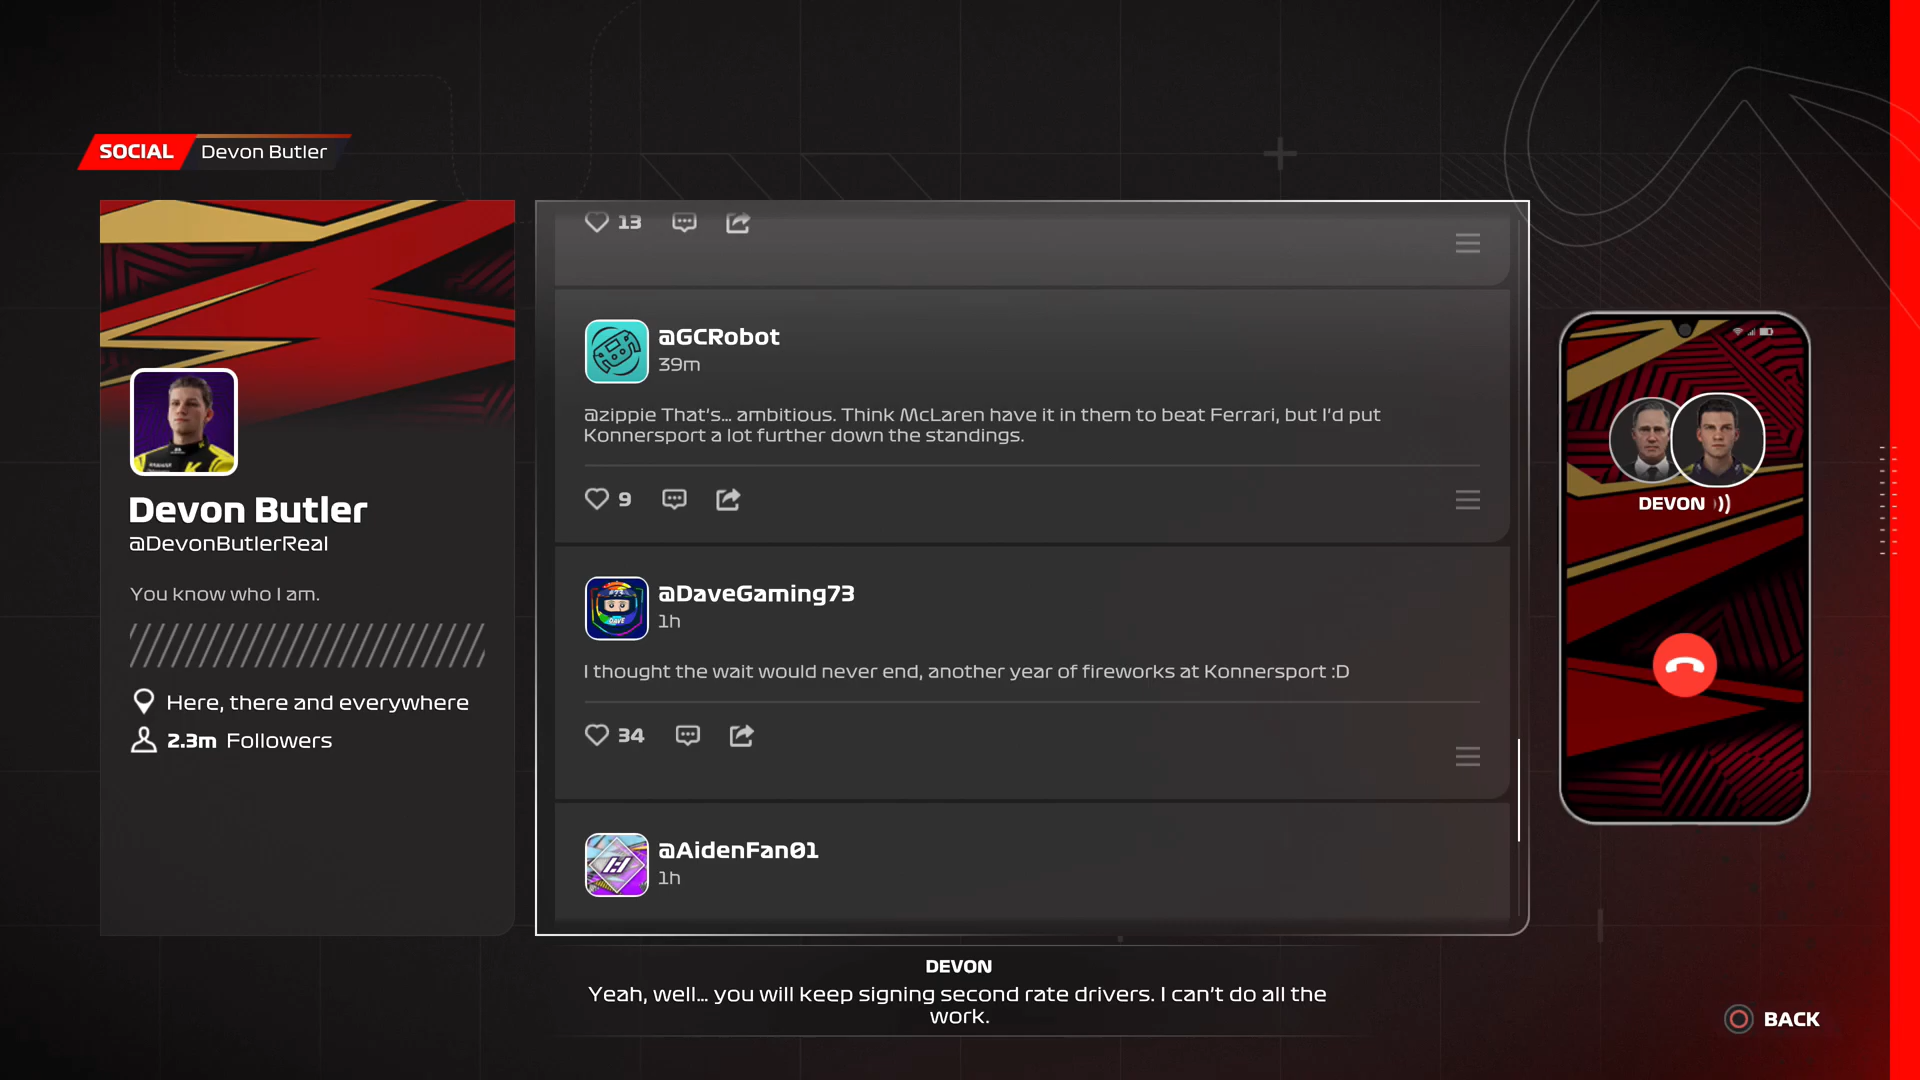 SOCIAL
Devon Butler
Devon Butler
@DevonButlerReal
You know who I am.
Here, there and everywhere
2.3m Followers
13
@GCRobot
39m
@zippie That's... ambitious. Think McLaren have it in them to beat Ferrari, but I'd put
Konnersport a lot further down the standings.
9
@DaveGaming73
1h
I thought the wait would never end, another year of fireworks at Konnersport :D
34
@AidenFan01
1h
DEVON
DEVON
Yeah, well... you will keep signing second rate drivers. I can't do all the
work.
BACK